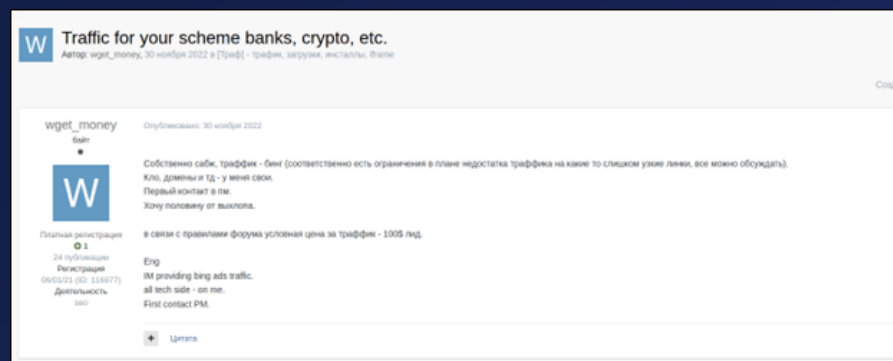 W
Traffic for your scheme banks, crypto, etc.
Автор: wget_money, 30 ноября 2022 в [Траф] - трафик, загрузки, инсталлы, iframe
wget_money
байт
W
Платная регистрация
1
24 публикации
Регистрация
06/01/21 (ID: 119977)
Деятельность
seo
Опубликовано: 30 ноября 2022
Собственно сабж, траффик - бинг (соответственно есть ограничения в плане недостатка траффика на какие то слишком узкие линки, все можно обсуждать).
Кло, домены и тд - у меня свои.
Первый контакт в пм.
Хочу половину от выхлопа.
в связи с правилами форума условная цена за траффик - 100$ лид.
Eng
IM providing bing ads traffic.
all tech side - on me.
First contact PM.
+ Цитата